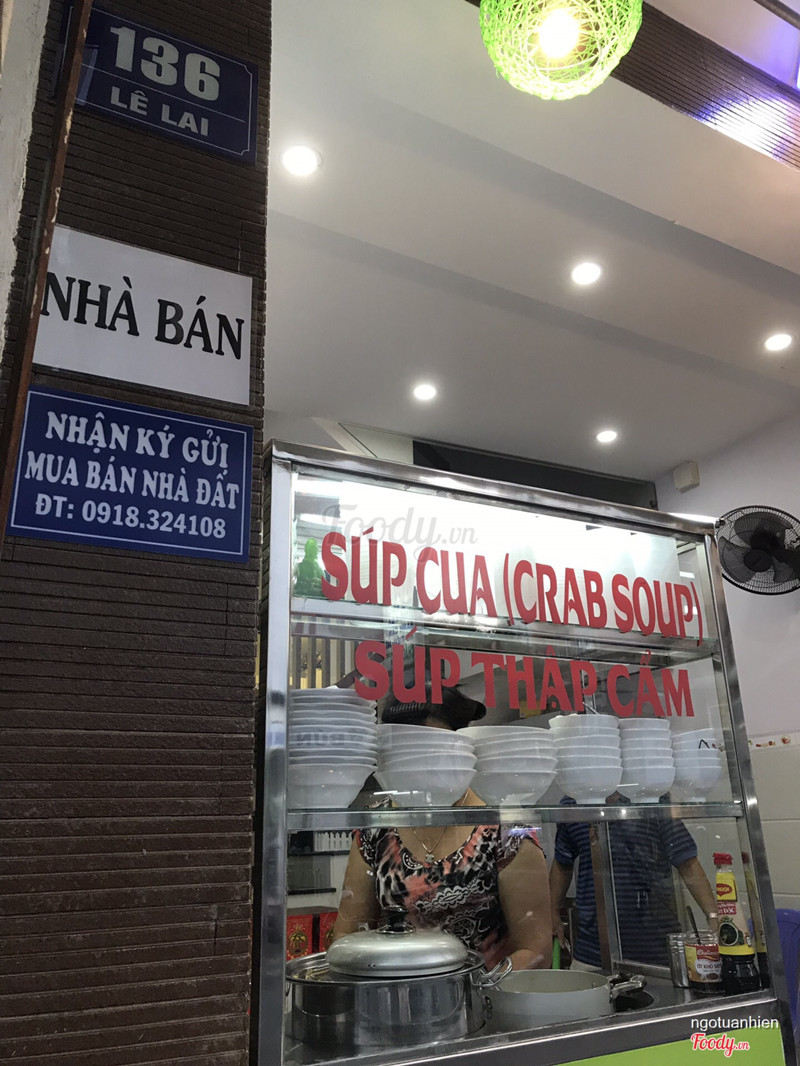 136
LÊ LAI
NHÀ BÁN
NHẬN KÝ GỬI
MUA BÁN NHÀ ĐẤT
ĐT: 0918.324108
Foody.vn
SÚP CUA (CRAB SOUP)
SÚP THẬP CẨM
MAGGI
ngotuanhien
Foody.vn